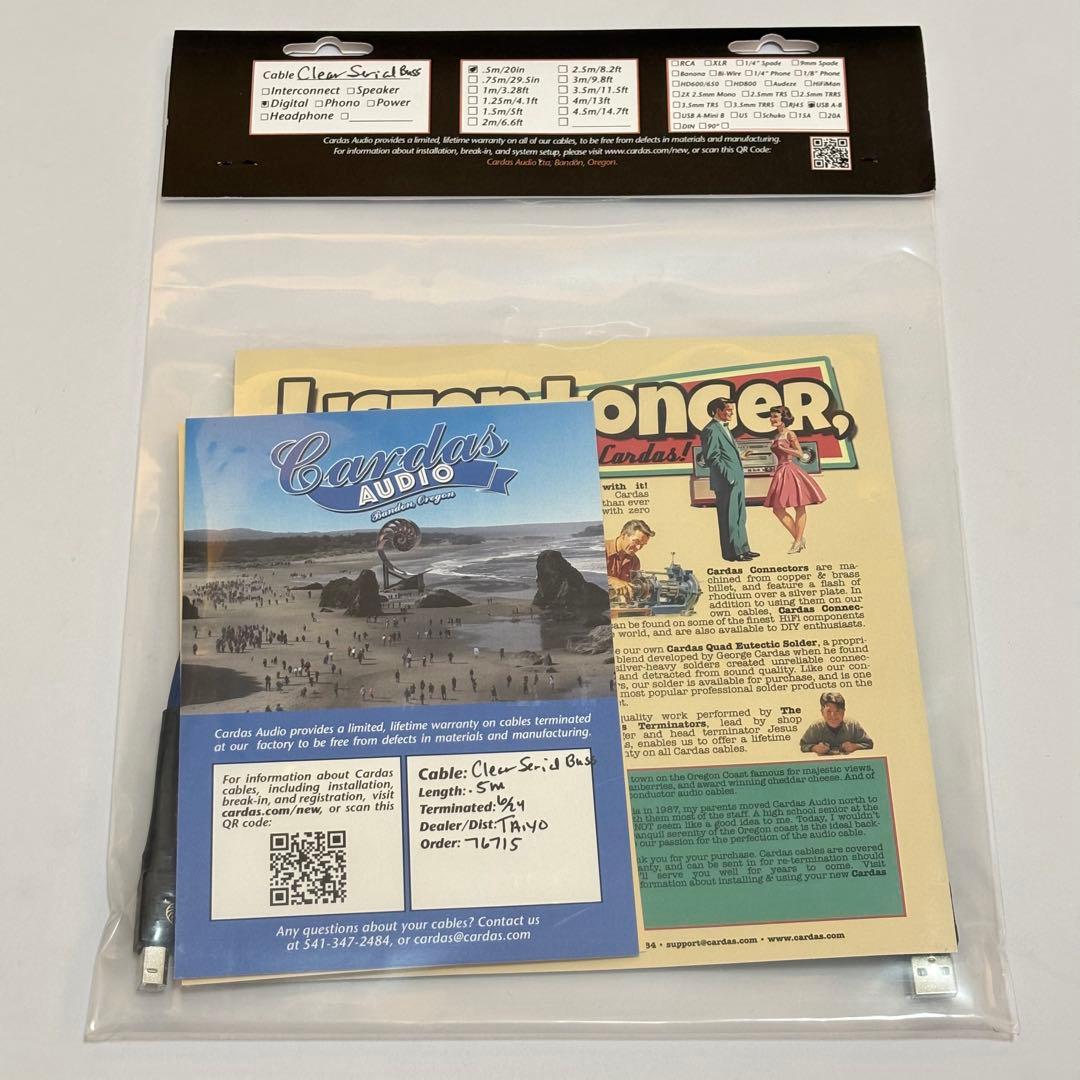 Cable Clear Serial Buss
☐ Interconnect ☐ Speaker
☑ Digital ☐ Phono ☐ Power
☐ Headphone ☐
☑ .5m/20in ☐ 2.5m/8.2ft
☐ .75m/29.5in ☐ 3m/9.8ft
☐ 1m/3.28ft ☐ 3.5m/11.5ft
☐ 1.25m/4.1ft ☐ 4m/13ft
☐ 1.5m/5ft ☐ 4.5m/14.7ft
☐ 2m/6.6ft ☐
☐ RCA ☐ XLR ☐ 1/4" Spade ☐ 9mm Spade
☐ Banana ☐ Bi-Wire ☐ 1/4" Phone ☐ 1/8" Phone
☐ HD600/650 ☐ HD800 ☐ Audeze ☐ HiFiMan
☐ 2X 2.5mm Mono ☐ 2.5mm TRS ☐ 2.5mm TRRS
☐ 3.5mm TRS ☐ 3.5mm TRRS ☐ RJ45 ☑ USB A-B
☐ USB A-Mini B ☐ US ☐ Schuko ☐ 15A ☐ 20A
☐ DIN ☐ 90° ☐
Cardas Audio provides a limited, lifetime warranty on all of our cables, to be free from defects in materials and manufacturing.
For information about installation, break-in, and system setup, please visit www.cardas.com/new, or scan this QR Code:
Cardas Audio Lta, Bandon, Oregon.
Listen Longer,
Cardas!
with it!
Cardas
than ever
with zero
Cardas Connectors are ma-
chined from copper & brass
billet, and feature a flash of
rhodium over a silver plate. In
addition to using them on our
own cables, Cardas Connec-
can be found on some of the finest HiFi components
world, and are also available to DIY enthusiasts.
our own Cardas Quad Eutectic Solder, a propri-
blend developed by George Cardas when he found
silver-heavy solders created unreliable connec-
and detracted from sound quality. Like our con-
rs, our solder is available for purchase, and is one
most popular professional solder products on the
quality work performed by The
Terminators, lead by shop
and head terminator Jesus
enables us to offer a lifetime
on all Cardas cables.
town on the Oregon Coast famous for majestic views,
anberries, and award winning cheddar cheese. And of
conductor audio cables.
in 1987, my parents moved Cardas Audio north to
them most of the staff. A high school senior at the
NOT seem like a good idea to me. Today, I wouldn't
tranquil serenity of the Oregon coast is the ideal back-
our passion for the perfection of the audio cable.
you for your purchase. Cardas cables are covered
and can be sent in for re-termination should
serve you well for years to come. Visit
formation about installing & using your new Cardas
84 • support@cardas.com • www.cardas.com
Cardas
AUDIO
Bandon, Oregon
Cardas Audio provides a limited, lifetime warranty on cables terminated
at our factory to be free from defects in materials and manufacturing.
For information about Cardas
cables, including installation,
break-in, and registration, visit
cardas.com/new, or scan this
QR code:
Cable: Clear Serial Buss
Length: .5m
Terminated: 6/24
Dealer/Dist: TAIYO
Order: 76715
Any questions about your cables? Contact us
at 541-347-2484, or cardas@cardas.com